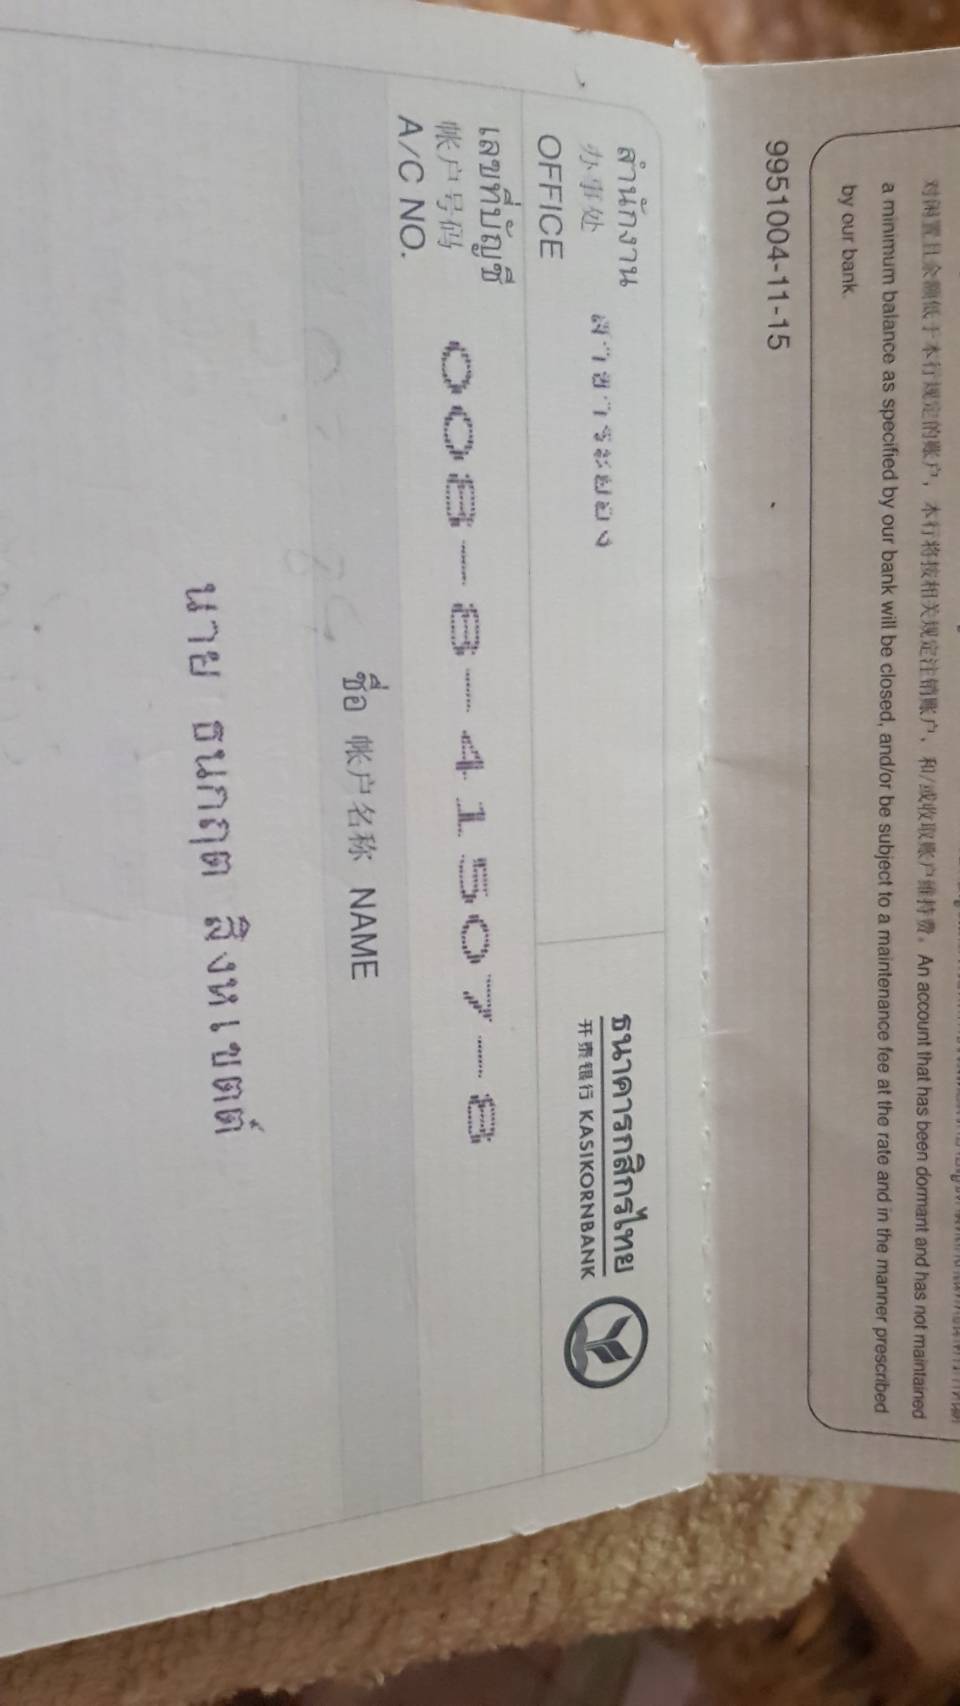 对闲置且余额低于本行规定的账户，本行将按相关规定注销账户，和/或收取账户维持费。An account that has been dormant and has not maintained
a minimum balance as specified by our bank will be closed, and/or be subject to a maintenance fee at the rate and in the manner prescribed
by our bank.
9951004-11-15
สำนักงาน
办事处
OFFICE
สาขาระยอง
ธนาคารกสิกรไทย
开泰银行 KASIKORNBANK
เลขที่บัญชี
帐户号码
A/C NO.
008-8-41507-8
ชื่อ 帐户名称 NAME
นาย ธนกฤต สิงหเขตต์